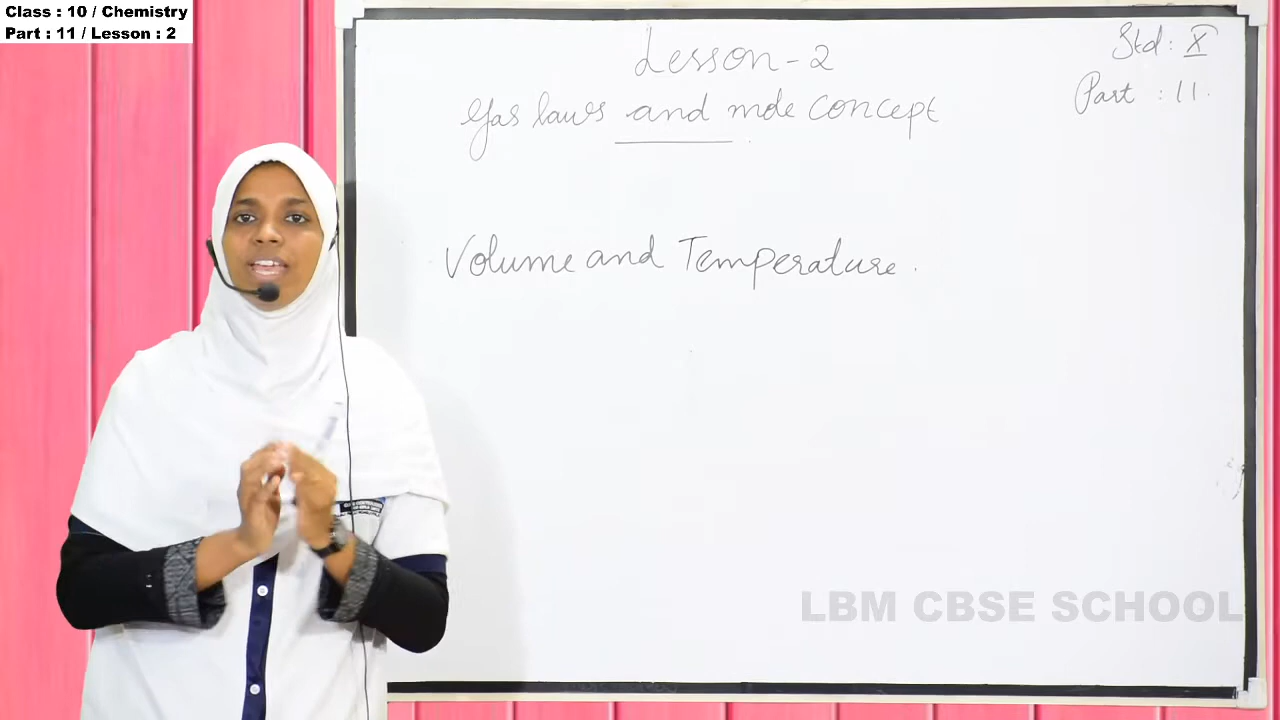 Class : 10 / Chemistry
Part : 11 / Lesson : 2
Lesson - 2
Std : X
Gas laws and mole concept
Part : 11.
Volume and Temperature.
LBM CBSE SCHOOL